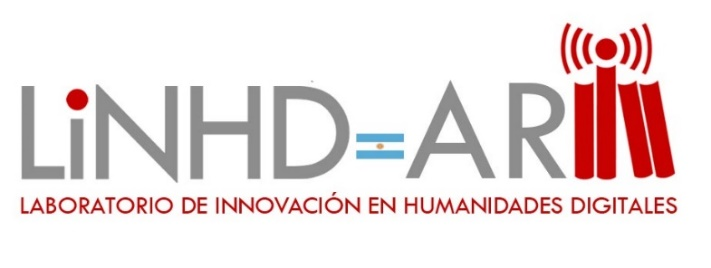 LiNHD-AR
LABORATORIO DE INNOVACIÓN EN HUMANIDADES DIGITALES